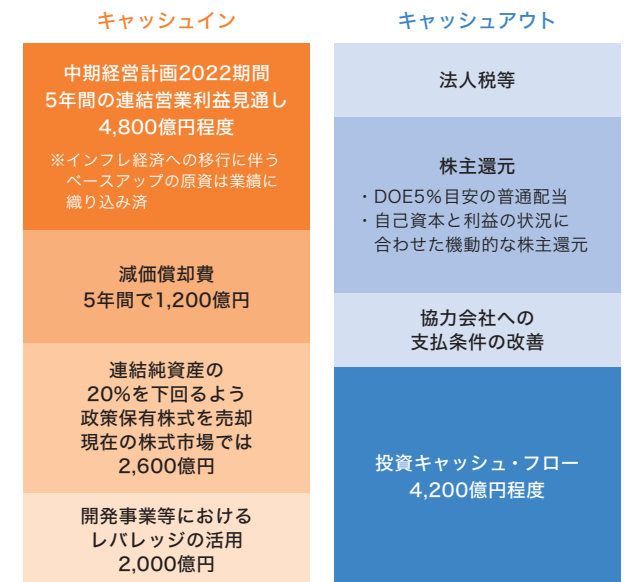 キャッシュイン
中期経営計画2022期間
5年間の連結営業利益見通し
4,800億円程度
※インフレ経済への移行に伴う
ベースアップの原資は業績に
織り込み済
減価償却費
5年間で1,200億円
連結純資産の
20%を下回るよう
政策保有株式を売却
現在の株式市場では
2,600億円
開発事業等における
レバレッジの活用
2,000億円
キャッシュアウト
法人税等
株主還元
・DOE5%目安の普通配当
・自己資本と利益の状況に
合わせた機動的な株主還元
協力会社への
支払条件の改善
投資キャッシュ・フロー
4,200億円程度